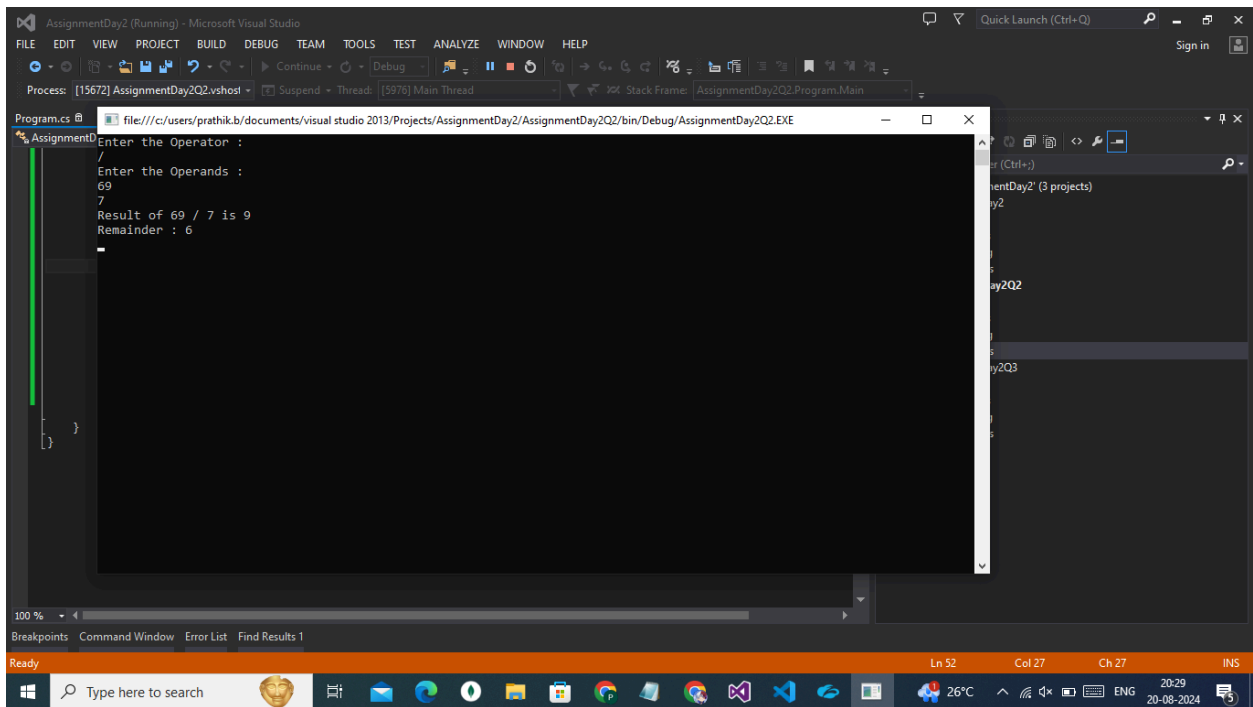 AssignmentDay2 (Running) - Microsoft Visual Studio
Quick Launch (Ctrl+Q)
FILE EDIT VIEW PROJECT BUILD DEBUG TEAM TOOLS TEST ANALYZE WINDOW HELP
Sign in
Continue
Debug
Process: [15672] AssignmentDay2Q2.vshost
Suspend
Thread: [5976] Main Thread
Stack Frame: AssignmentDay2Q2.Program.Main
Program.cs
file:///c:/users/prathik.b/documents/visual studio 2013/Projects/AssignmentDay2/AssignmentDay2Q2/bin/Debug/AssignmentDay2Q2.EXE
AssignmentD
Enter the Operator :
/
Enter the Operands :
69
7
Result of 69 / 7 is 9
Remainder : 6
er (Ctrl+;)
nentDay2' (3 projects)
ay2
ay2Q2
ay2Q3
}
}
100 %
Breakpoints Command Window Error List Find Results 1
Ready
Ln 52 Col 27 Ch 27 INS
Type here to search
26°C
ENG
20:29
20-08-2024
5